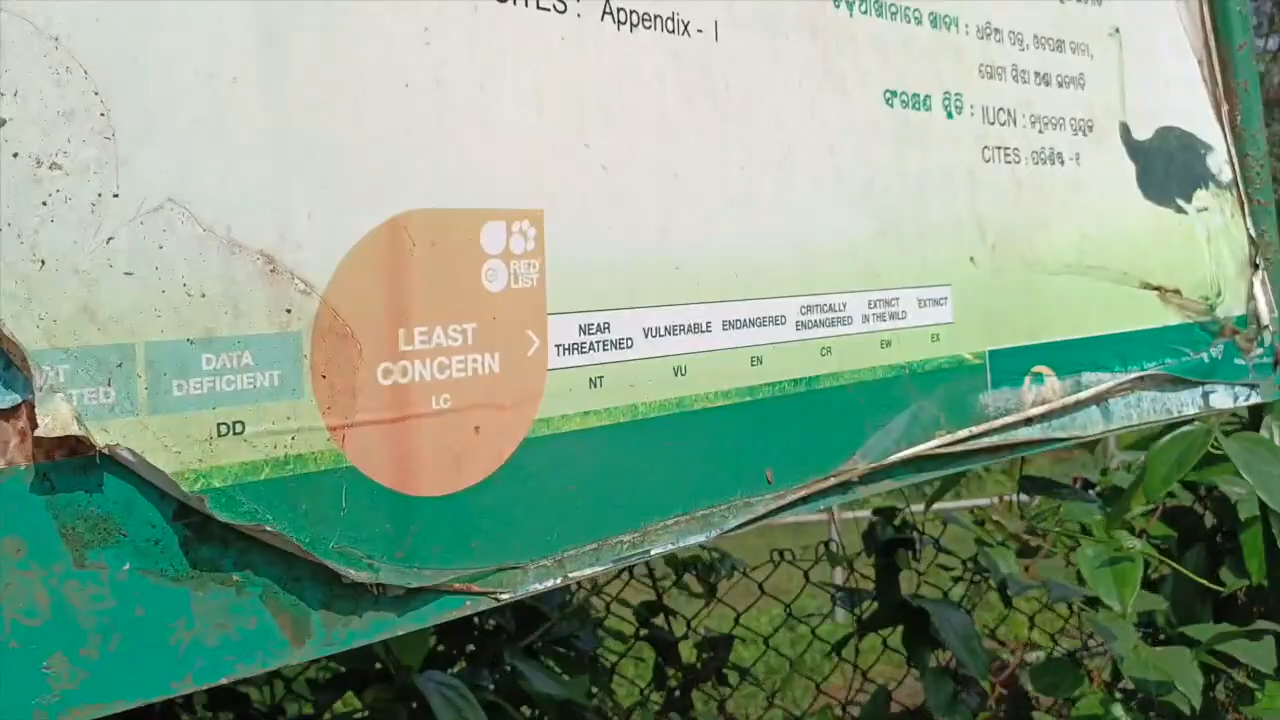 CITES : Appendix - I
ଚିଡ଼ିଆଖାନାରେ ଖାଦ୍ୟ : ଧନିଆ ପତ୍ର, ଓଟପକ୍ଷୀ ଦାନା,
ଗୋଟା ସିଝା ଅଣ୍ଡା ଇତ୍ୟାଦି
ସଂରକ୍ଷଣ ସ୍ଥିତି : IUCN : ନ୍ୟୂନତମ ପ୍ରସ୍ତୁକ
CITES : ପରିଶିଷ୍ଟ -୧
RED
LIST
LEAST
CONCERN
LC
DATA
DEFICIENT
DD
NEAR
THREATENED
NT
VULNERABLE
VU
ENDANGERED
EN
CRITICALLY
ENDANGERED
CR
EXTINCT
IN THE WILD
EW
EXTINCT
EX